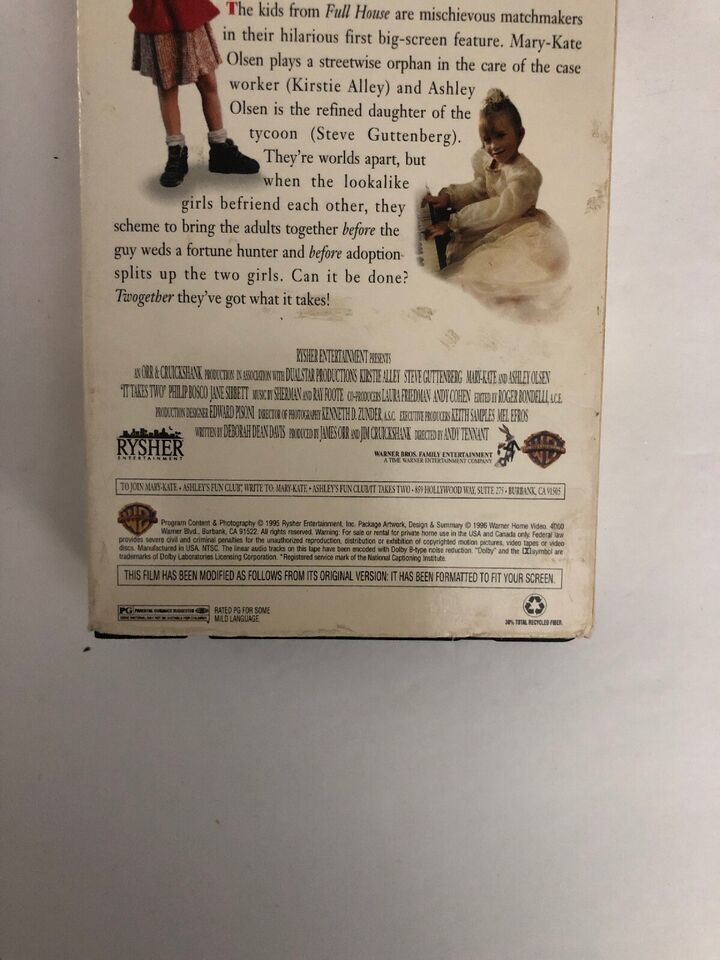 The kids from Full House are mischievous matchmakers
in their hilarious first big-screen feature. Mary-Kate
Olsen plays a streetwise orphan in the care of the case
worker (Kirstie Alley) and Ashley
Olsen is the refined daughter of the
tycoon (Steve Guttenberg).
They're worlds apart, but
when the lookalike
girls befriend each other, they
scheme to bring the adults together before the
guy weds a fortune hunter and before adoption
splits up the two girls. Can it be done?
Twogether they've got what it takes!
RYSHER ENTERTAINMENT PRESENTS
AN ORR & CRUICKSHANK PRODUCTION IN ASSOCIATION WITH DUALSTAR PRODUCTIONS KIRSTIE ALLEY STEVE GUTTENBERG MARY-KATE AND ASHLEY OLSEN
"IT TAKES TWO" PHILIP BOSCO JANE SIBBETT MUSIC BY SHERMAN AND RAY FOOTE CO-PRODUCERS LAURA FRIEDMAN ANDY COHEN EDITED BY ROGER BONDELLI, A.C.E.
PRODUCTION DESIGNER EDWARD PISONI DIRECTOR OF PHOTOGRAPHY KENNETH D. ZUNDER, A.S.C. EXECUTIVE PRODUCERS KEITH SAMPLES MEL EFROS
WRITTEN BY DEBORAH DEAN DAVIS PRODUCED BY JAMES ORR AND JIM CRUICKSHANK DIRECTED BY ANDY TENNANT
RYSHER
ENTERTAINMENT
WARNER BROS. FAMILY ENTERTAINMENT
A TIME WARNER ENTERTAINMENT COMPANY
TO JOIN MARY-KATE + ASHLEY'S FUN CLUB, WRITE TO: MARY-KATE + ASHLEY'S FUN CLUB/IT TAKES TWO • 859 HOLLYWOOD WAY, SUITE 275 • BURBANK, CA 91505
Program Content & Photography © 1995 Rysher Entertainment, Inc. Package Artwork, Design & Summary © 1996 Warner Home Video. 4000
Warner Blvd., Burbank, CA 91522. All rights reserved. Warning: For sale or rental for private home use in the USA and Canada only. Federal law
provides severe civil and criminal penalties for the unauthorized reproduction, distribution or exhibition of copyrighted motion pictures, video tapes or video
discs. Manufactured in USA. NTSC. The linear audio tracks on this tape have been encoded with Dolby B-type noise reduction. "Dolby" and the symbol are
trademarks of Dolby Laboratories Licensing Corporation. *Registered service mark of the National Captioning Institute.
THIS FILM HAS BEEN MODIFIED AS FOLLOWS FROM ITS ORIGINAL VERSION: IT HAS BEEN FORMATTED TO FIT YOUR SCREEN.
PG PARENTAL GUIDANCE SUGGESTED
SOME MATERIAL MAY NOT BE SUITABLE FOR CHILDREN
RATED PG FOR SOME
MILD LANGUAGE.
30% TOTAL RECYCLED FIBER.